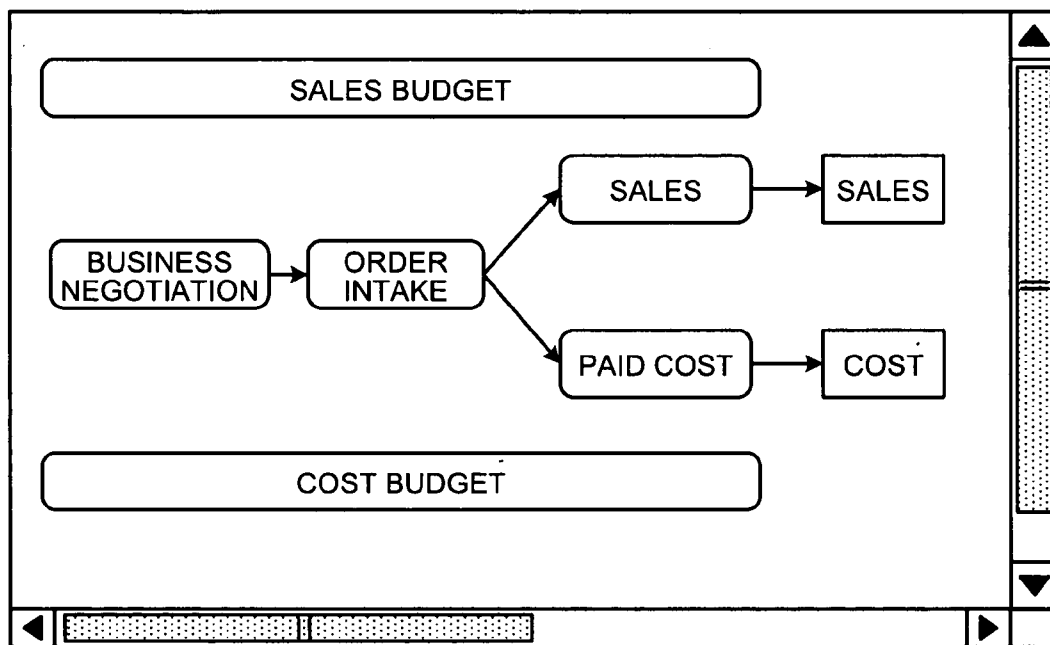 SALES BUDGET
SALES
SALES
BUSINESS
NEGOTIATION
ORDER
INTAKE
PAID COST
COST
COST BUDGET